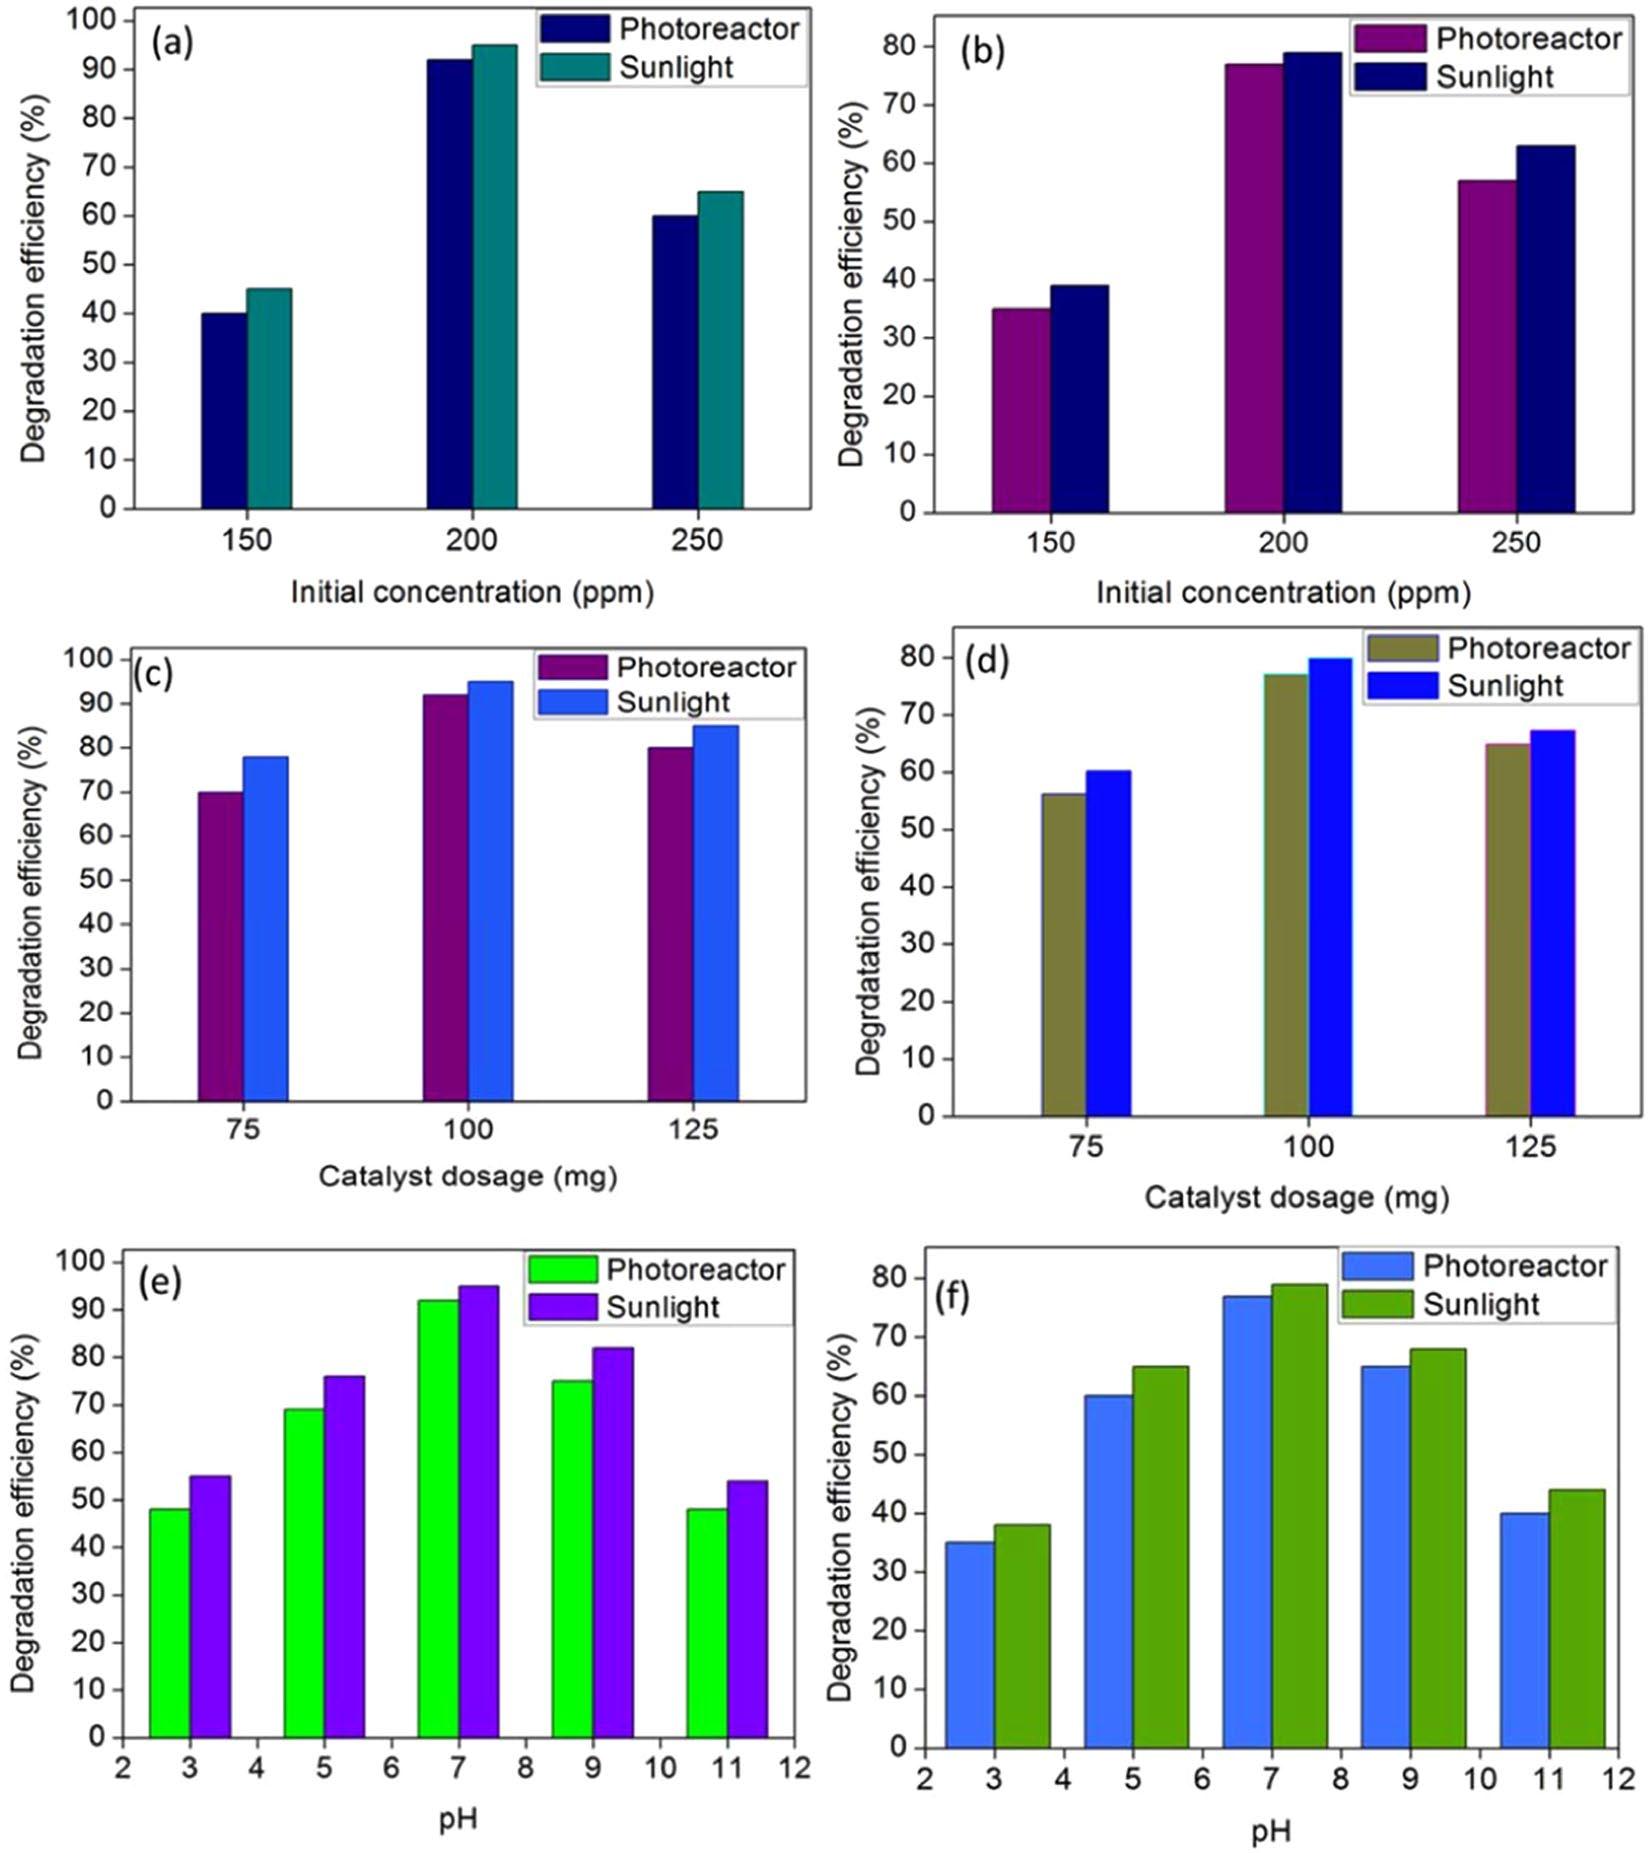 (a)
Photoreactor
Sunlight
Degradation efficiency (%)
100
90
80
70
60
50
40
30
20
10
0
150 200 250
Initial concentration (ppm)
(b)
Photoreactor
Sunlight
Degradation efficiency (%)
80
70
60
50
40
30
20
10
0
150 200 250
Initial concentration (ppm)
(c)
Photoreactor
Sunlight
Degradation efficiency (%)
100
90
80
70
60
50
40
30
20
10
0
75 100 125
Catalyst dosage (mg)
(d)
Photoreactor
Sunlight
Degrdatation efficiency (%)
80
70
60
50
40
30
20
10
0
75 100 125
Catalyst dosage (mg)
(e)
Photoreactor
Sunlight
Degradation efficiency (%)
100
90
80
70
60
50
40
30
20
10
0
2 3 4 5 6 7 8 9 10 11 12
pH
(f)
Photoreactor
Sunlight
Degradation efficiency (%)
80
70
60
50
40
30
20
10
0
2 3 4 5 6 7 8 9 10 11 12
pH